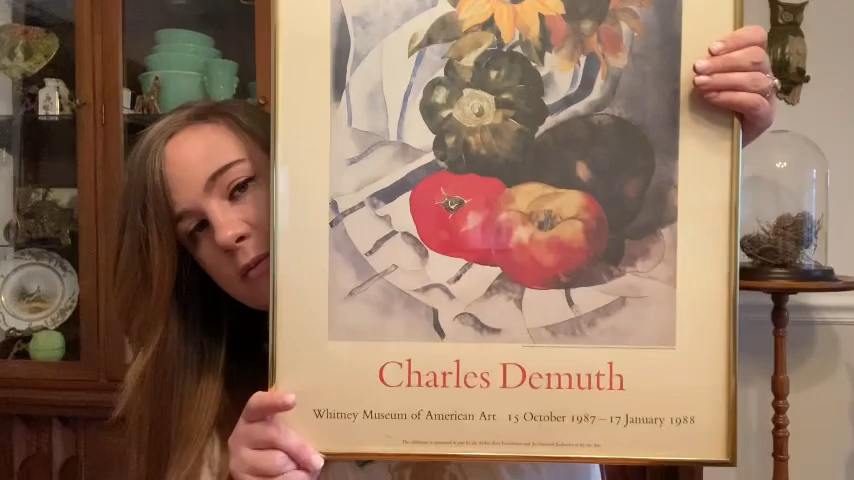 Charles Demuth
Whitney Museum of American Art 15 October 1987–17 January 1988